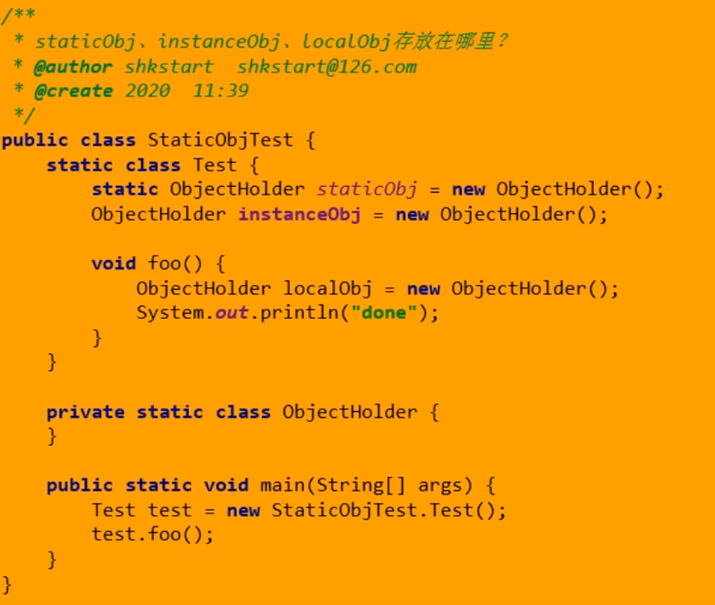 /**
 * staticObj、instanceObj、localObj存放在哪里？
 * @author shkstart  shkstart@126.com
 * @create 2020  11:39
 */
public class StaticObjTest {
    static class Test {
        static ObjectHolder staticObj = new ObjectHolder();
        ObjectHolder instanceObj = new ObjectHolder();

        void foo() {
            ObjectHolder localObj = new ObjectHolder();
            System.out.println("done");
        }
    }

    private static class ObjectHolder {
    }

    public static void main(String[] args) {
        Test test = new StaticObjTest.Test();
        test.foo();
    }
}